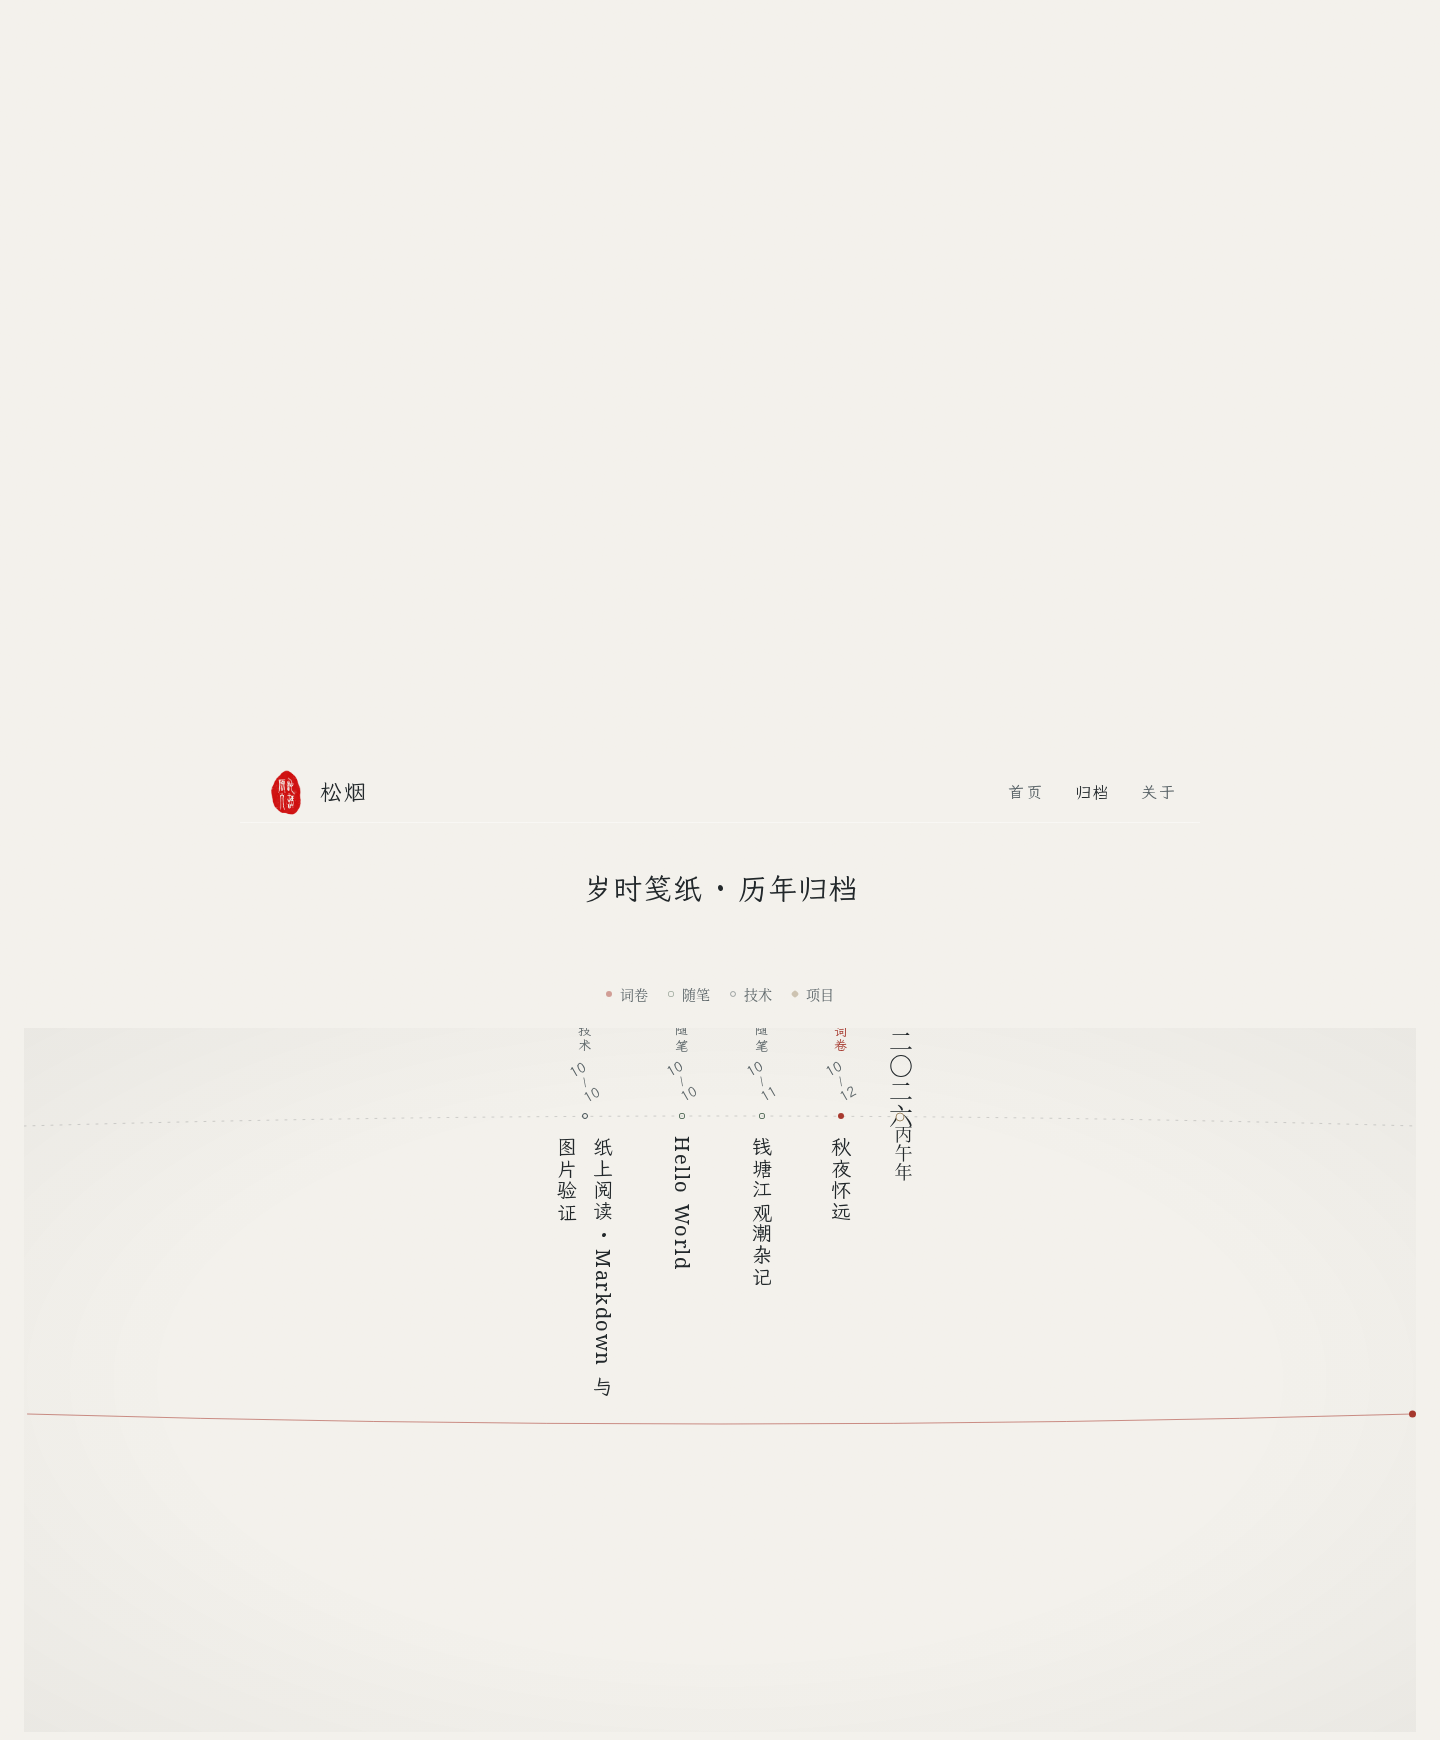 松烟
首页
归档
关于
岁时笺纸·历年归档
词卷
随笔
技术
项目
二〇二六
丙午年
词卷
10—12
秋夜怀远
随笔
10—11
钱塘江观潮杂记
随笔
10—10
Hello World
技术
10—10
纸上阅读·Markdown 与
图片验证